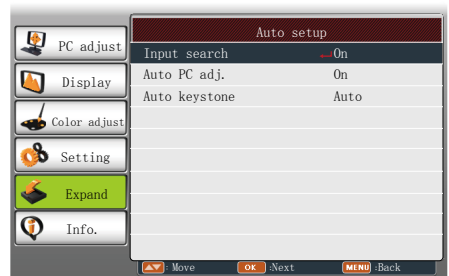 Auto setup
PC adjust
Display
Color adjust
Setting
Expand
Info.
Input search On
Auto PC adj. On
Auto keystone Auto
: Move OK :Next MENU :Back